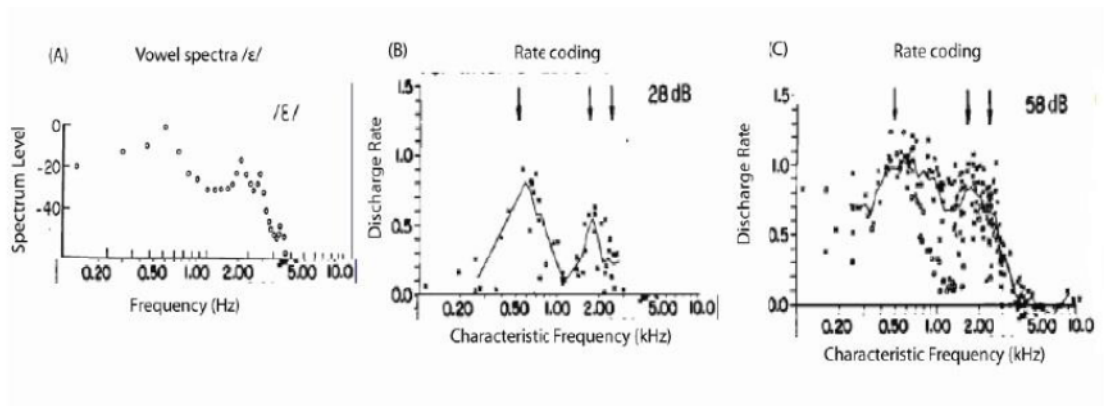 (A) Vowel spectra /ε/
/Ɛ/
Spectrum Level
0
-20
-40
0.20 0.50 1.00 2.00 5.00 10.0
Frequency (Hz)
(B) Rate coding
28 dB
Discharge Rate
1.5
1.0
0.5
0.0
0.20 0.50 1.00 2.00 5.00 10.0
Characteristic Frequency (kHz)
(C) Rate coding
58 dB
Discharge Rate
1.5
1.0
0.5
0.0
0.20 0.50 1.00 2.00 5.00 10.0
Characteristic Frequency (kHz)